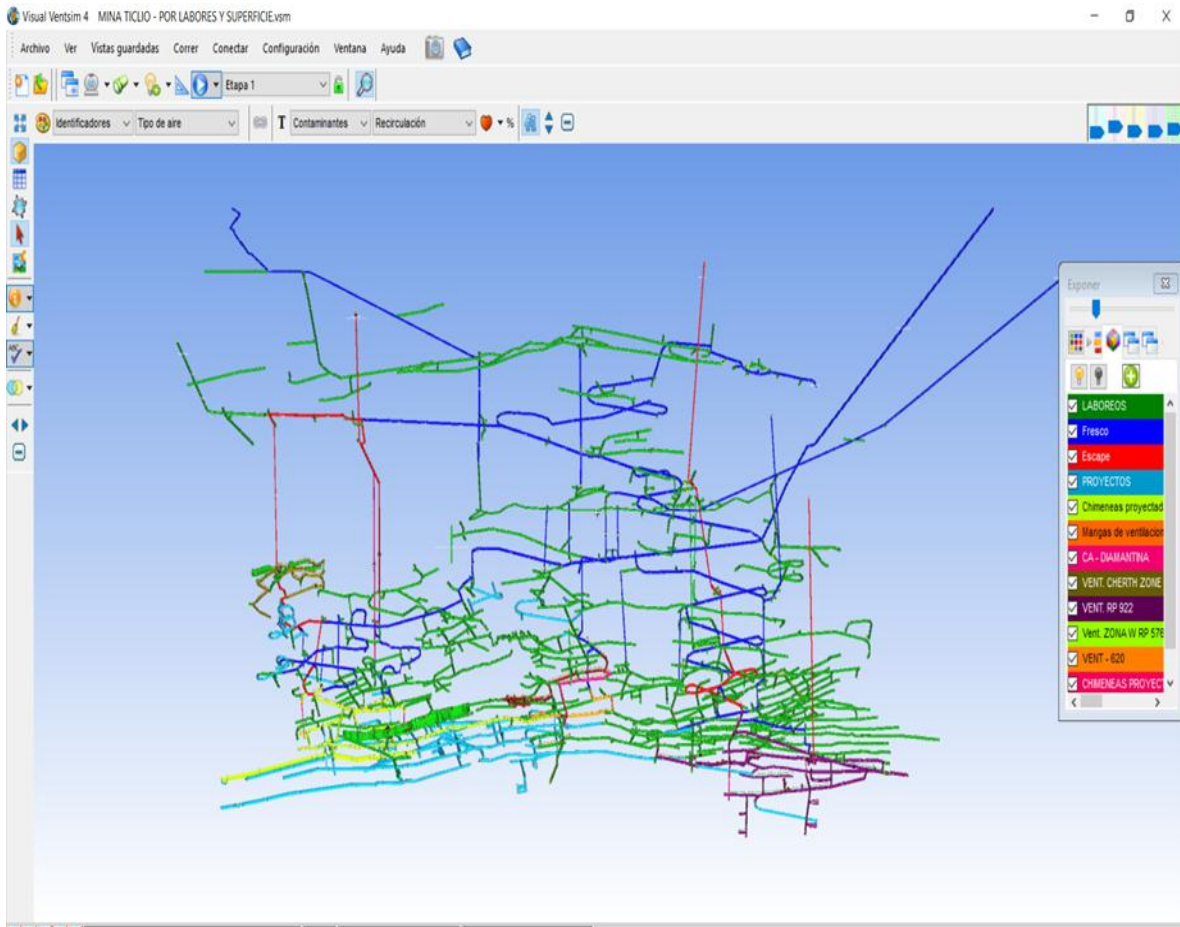 Visual Ventsim 4 MINA TICLIO - POR LABORES Y SUPERFICIE.vsm
Archivo Ver Vistas guardadas Correr Conectar Configuración Ventana Ayuda
Etapa 1
Identificadores Tipo de aire T Contaminantes Recirculación %
Exponer
LABOREOS
Fresco
Escape
PROYECTOS
Chimeneas proyectad
Mangas de ventilacion
CA - DIAMANTINA
VENT. CHERTH ZONE
VENT. RP 922
Vent. ZONA W RP 576
VENT - 620
CHIMENEAS PROYECT